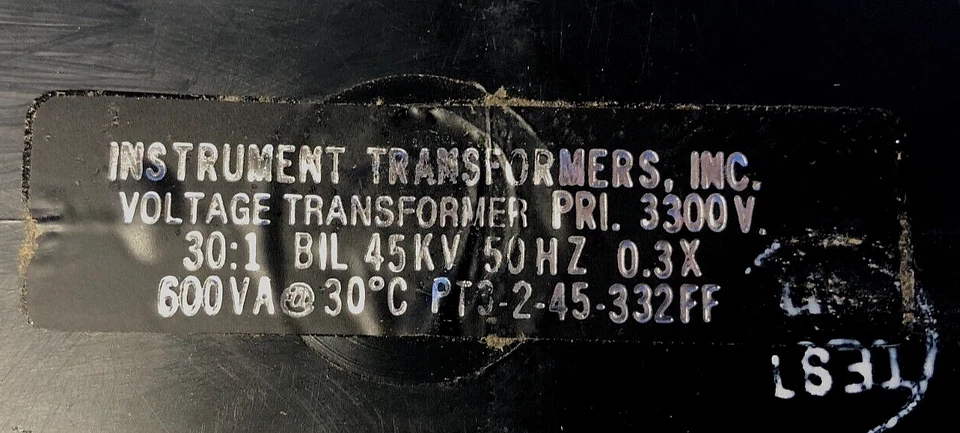 INSTRUMENT TRANSFORMERS, INC.
VOLTAGE TRANSFORMER PRI. 3300V.
30:1 BIL 45KV 50HZ 0.3X
600VA@30°C PT3-2-45-332FF
TEST